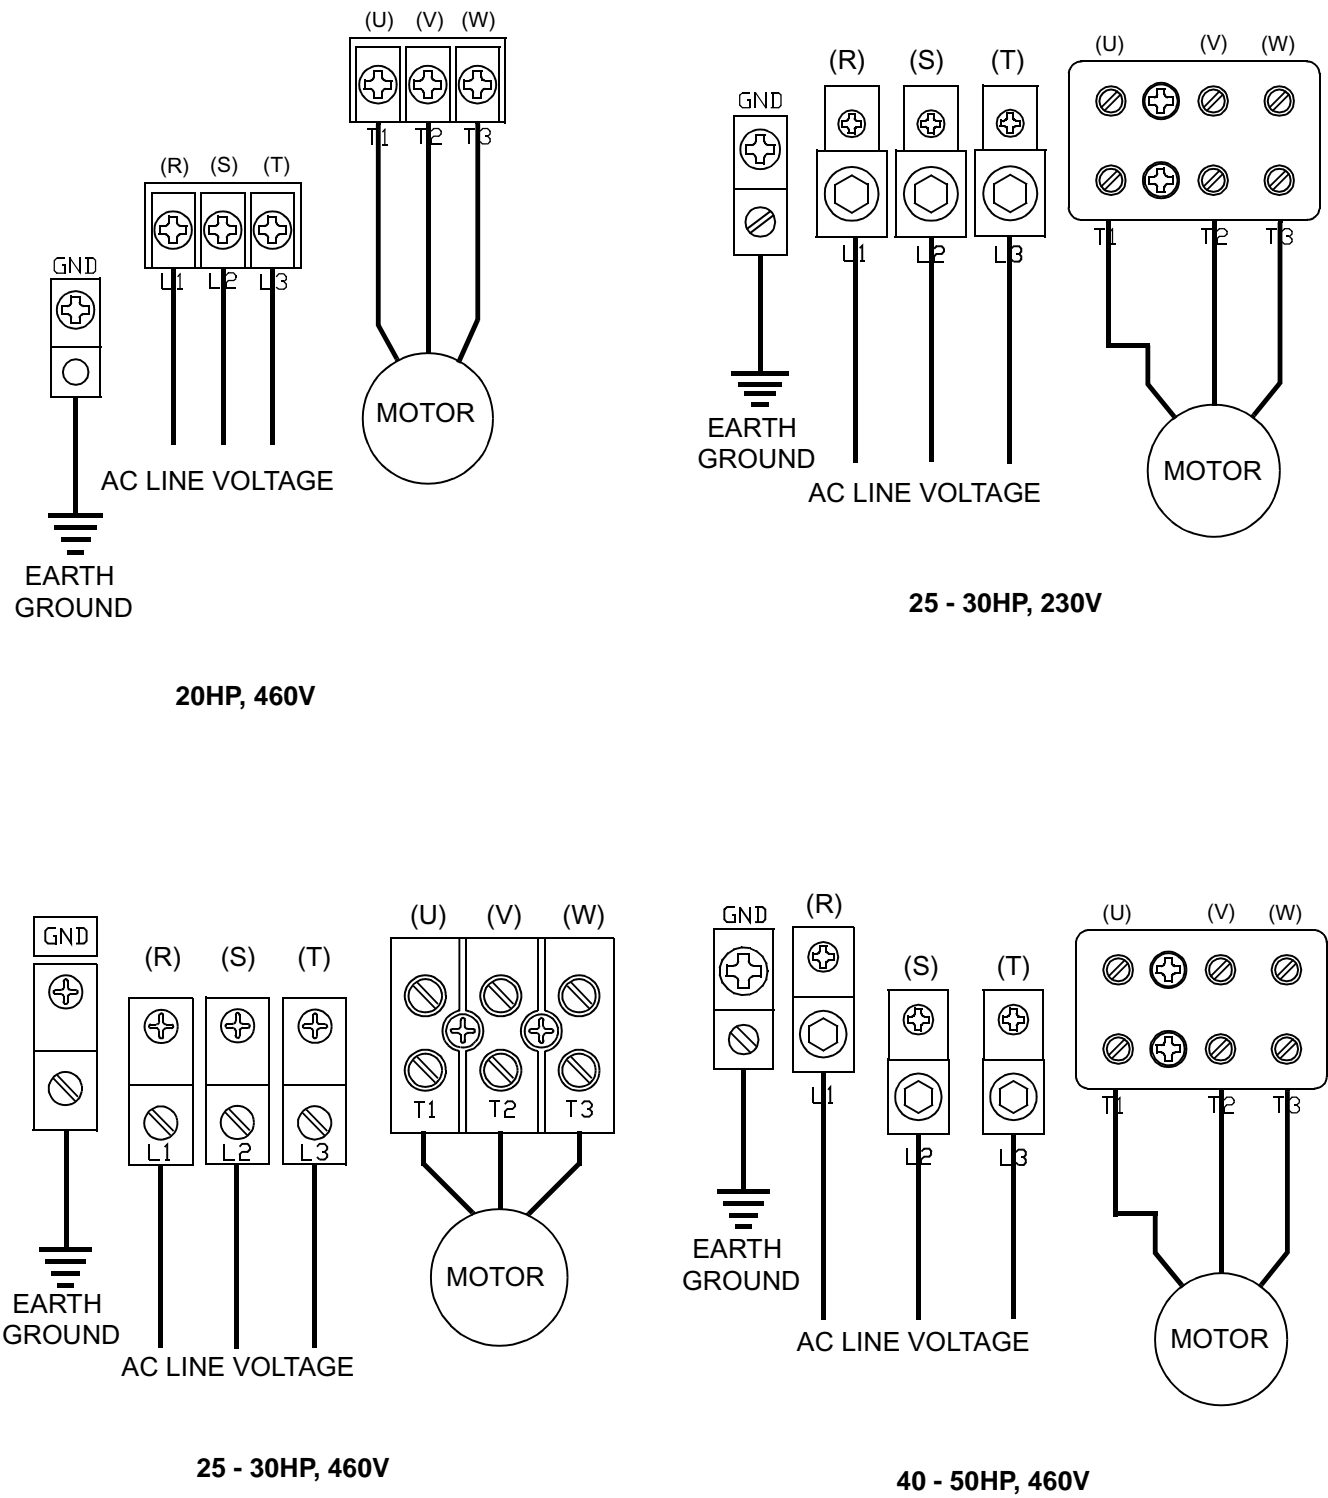 (U) (V) (W)
T1 T2 T3
(R) (S) (T)
L1 L2 L3
GND
MOTOR
AC LINE VOLTAGE
EARTH
GROUND
20HP, 460V
(U) (V) (W)
(R) (S) (T)
GND
T1 T2 T3
L1 L2 L3
EARTH
GROUND
MOTOR
AC LINE VOLTAGE
25 - 30HP, 230V
(U) (V) (W)
GND
(R) (S) (T)
T1 T2 T3
L1 L2 L3
MOTOR
EARTH
GROUND
AC LINE VOLTAGE
25 - 30HP, 460V
(R)
GND
(U) (V) (W)
(S) (T)
L1
T1 T2 T3
L2 L3
EARTH
GROUND
MOTOR
AC LINE VOLTAGE
40 - 50HP, 460V